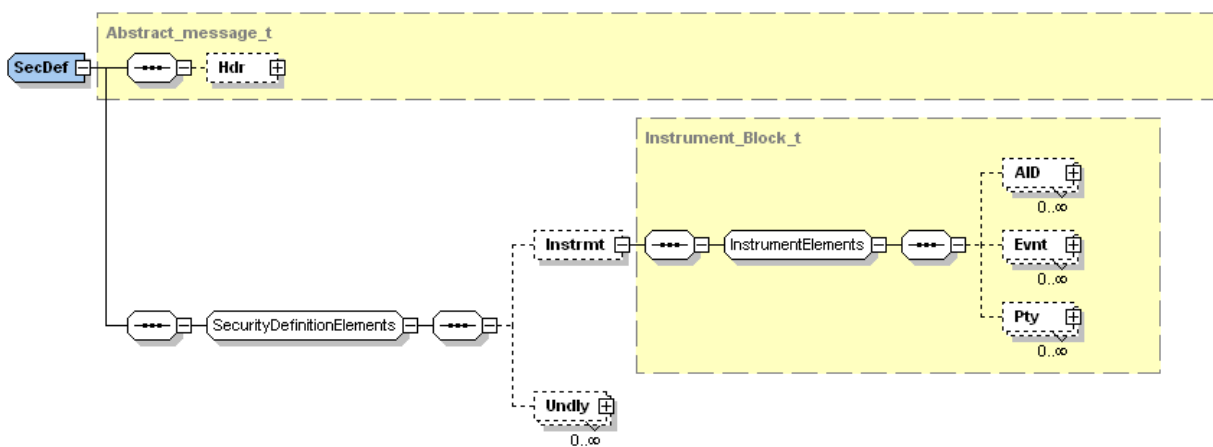 Abstract_message_t
SecDef
Hdr
Instrument_Block_t
AID
0..∞
Instrmt
InstrumentElements
Evnt
0..∞
Pty
0..∞
SecurityDefinitionElements
Undly
0..∞